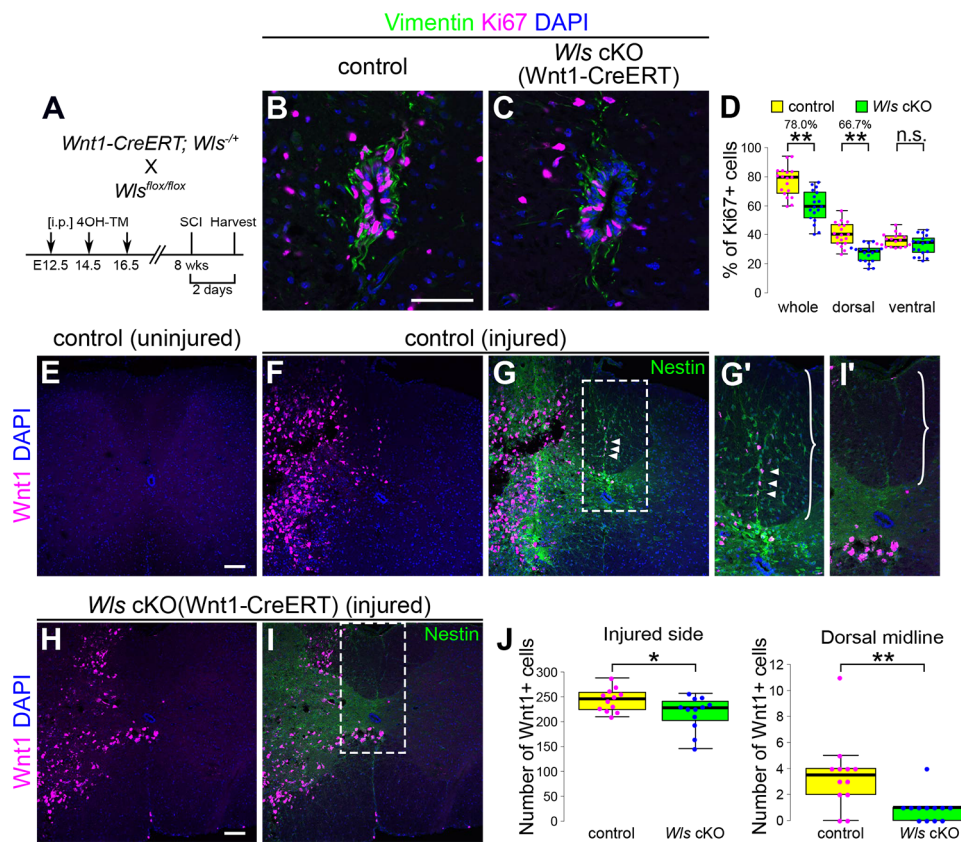 Vimentin Ki67 DAPI
control
Wls cKO
(Wnt1-CreERT)
A
Wnt1-CreERT; Wls-/+
X
Wlsflox/flox
[i.p.] 4OH-TM
SCI Harvest
E12.5 14.5 16.5 8 wks
2 days
B
C
D
control Wls cKO
78.0% 66.7%
** ** n.s.
% of Ki67+ cells
100
80
60
40
20
0
whole dorsal ventral
control (uninjured)
control (injured)
Wnt1 DAPI
E
F
G
Nestin
G'
I'
Wls cKO(Wnt1-CreERT) (injured)
Wnt1 DAPI
H
I
Nestin
J
Injured side
*
Number of Wnt1+ cells
300
250
200
150
100
50
0
control Wls cKO
Dorsal midline
**
Number of Wnt1+ cells
12
10
8
6
4
2
0
control Wls cKO